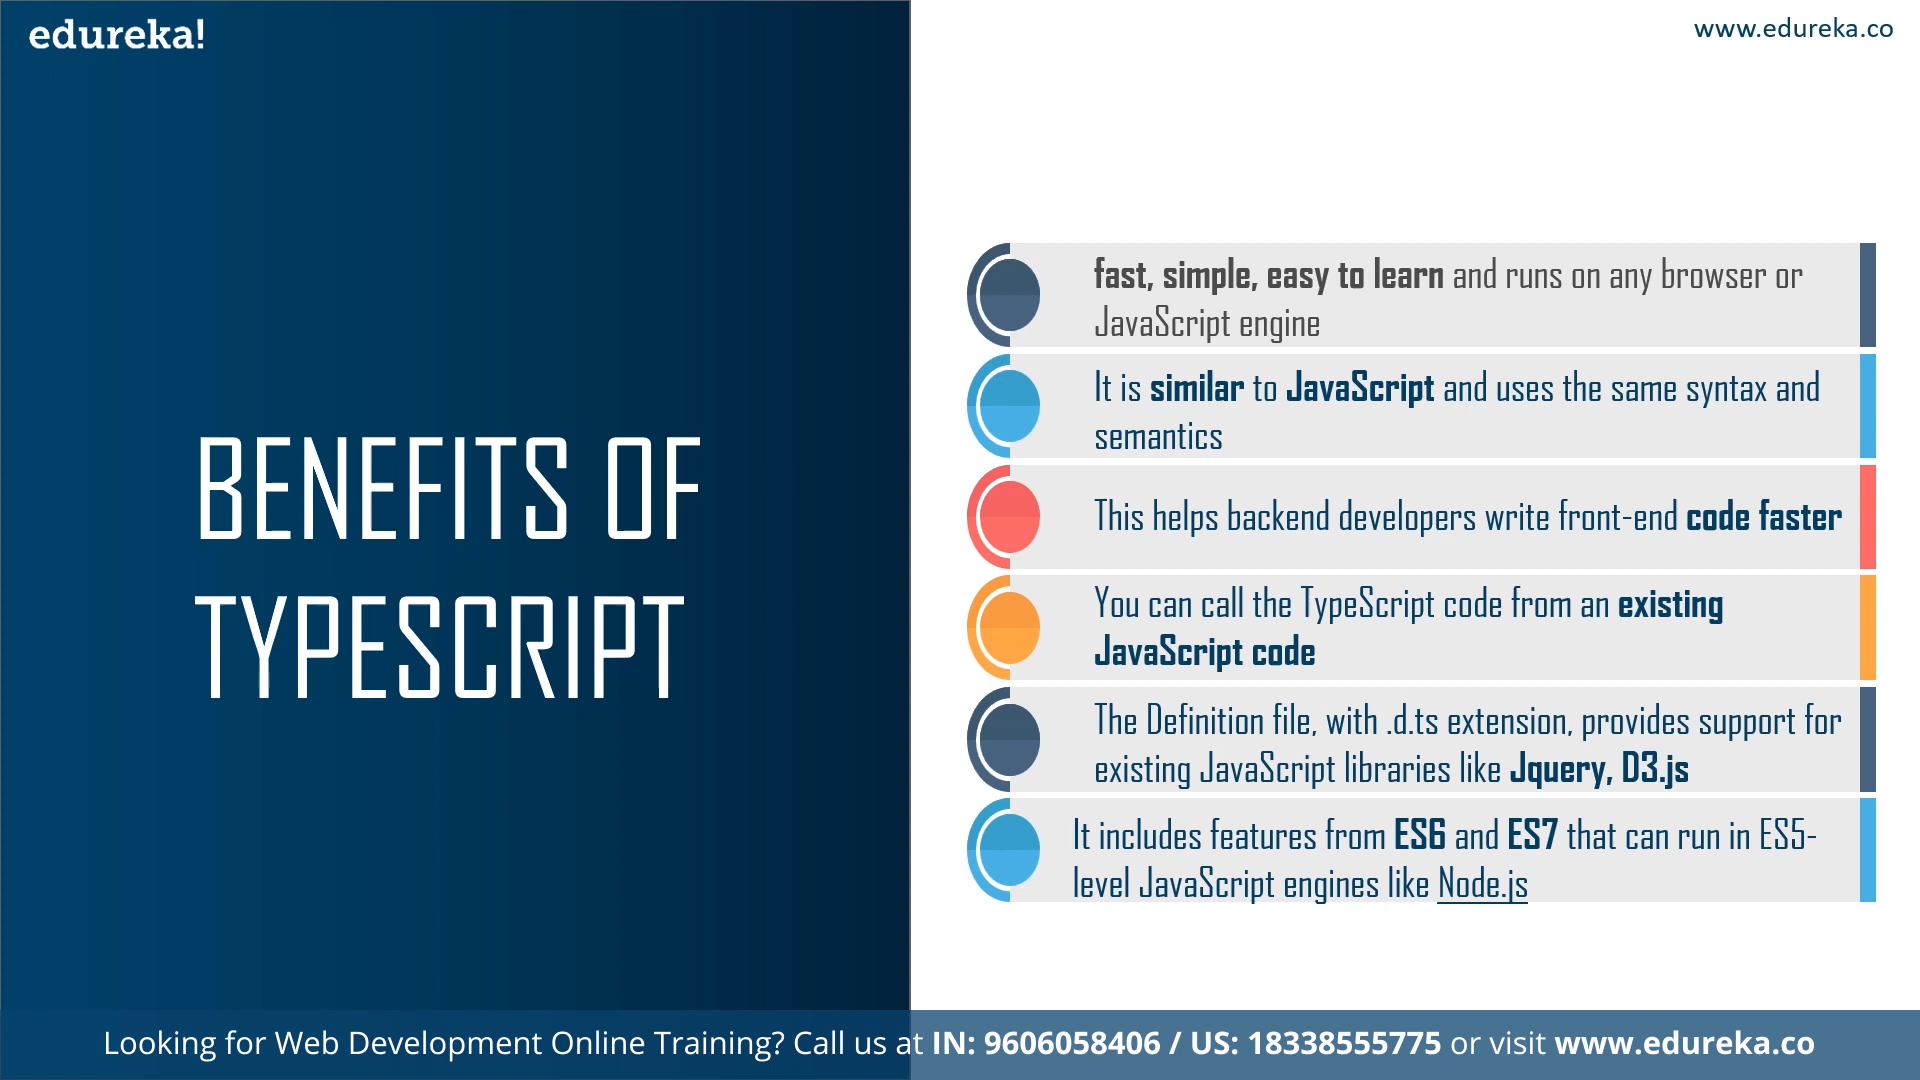 edureka!
www.edureka.co
BENEFITS OF
TYPESCRIPT
fast, simple, easy to learn and runs on any browser or
JavaScript engine
It is similar to JavaScript and uses the same syntax and
semantics
This helps backend developers write front-end code faster
You can call the TypeScript code from an existing
JavaScript code
The Definition file, with .d.ts extension, provides support for
existing JavaScript libraries like Jquery, D3.js
It includes features from ES6 and ES7 that can run in ES5-
level JavaScript engines like Node.js
Looking for Web Development Online Training? Call us at IN: 9606058406 / US: 18338555775 or visit www.edureka.co